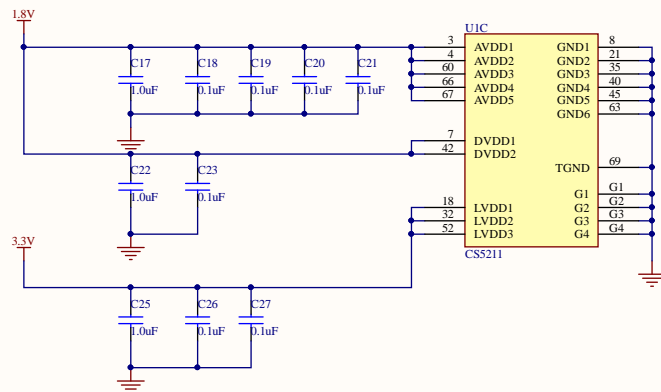 1.8V
U1C
3 AVDD1 GND1 8
4 AVDD2 GND2 21
60 AVDD3 GND3 35
66 AVDD4 GND4 40
67 AVDD5 GND5 45
GND6 63
C17 C18 C19 C20 C21
1.0uF 0.1uF 0.1uF 0.1uF 0.1uF
7 DVDD1
42 DVDD2
TGND 69
C22 C23
1.0uF 0.1uF
G1 G1
18 LVDD1 G2 G2
32 LVDD2 G3 G3
52 LVDD3 G4 G4
CS5211
3.3V
C25 C26 C27
1.0uF 0.1uF 0.1uF